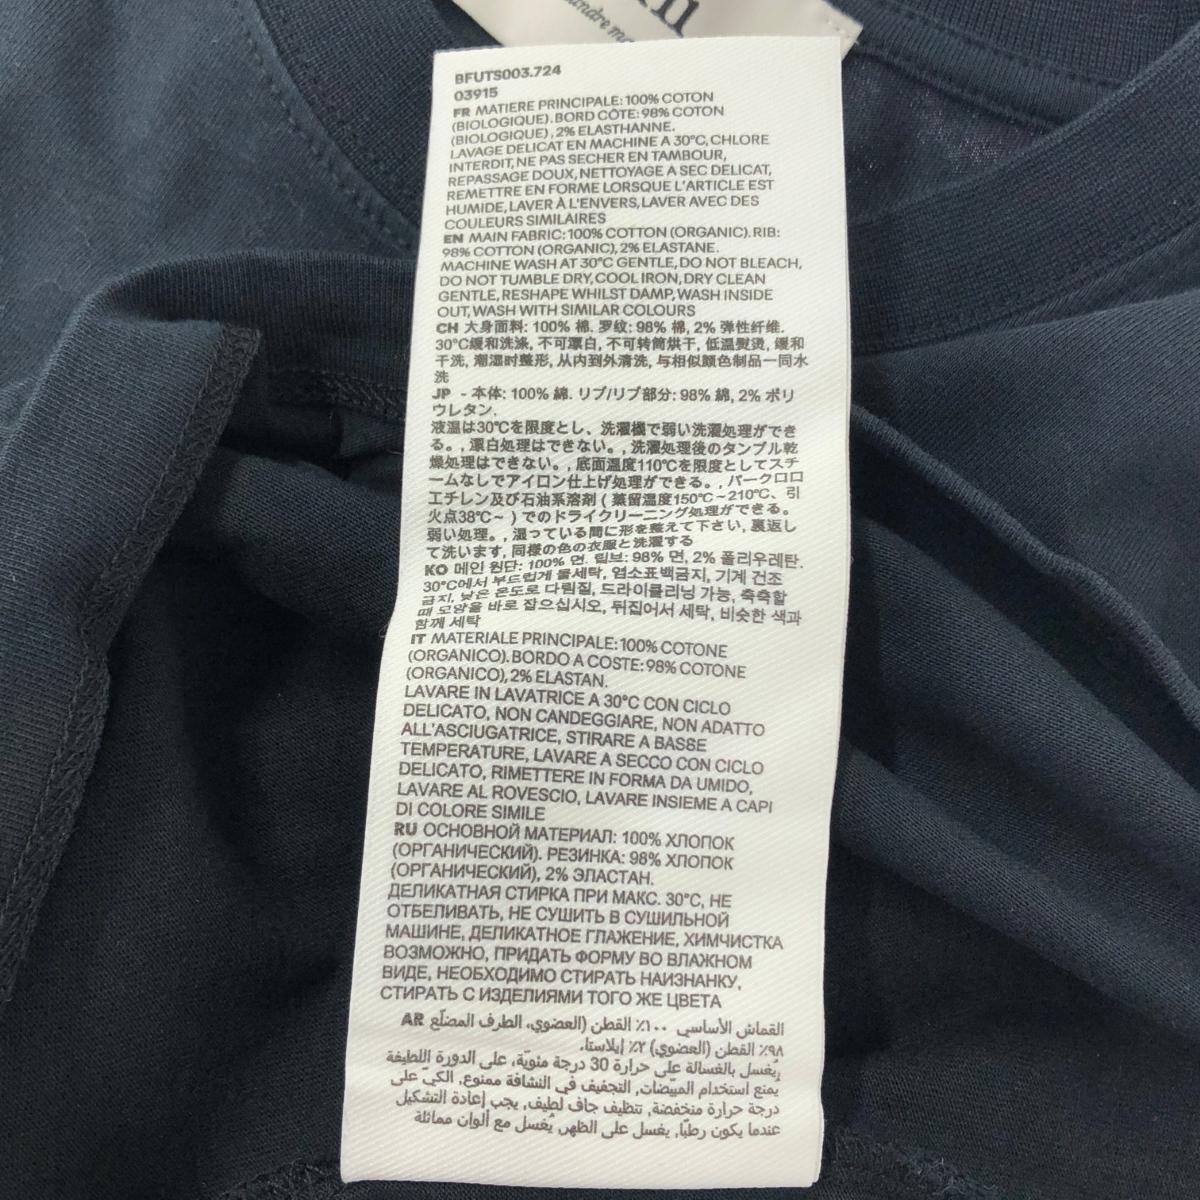 andre ma
BFUTS003.724
03915
FR MATIERE PRINCIPALE: 100% COTON
(BIOLOGIQUE). BORD CÔTE: 98% COTON
(BIOLOGIQUE), 2% ELASTHANNE.
LAVAGE DELICAT EN MACHINE A 30°C, CHLORE
INTERDIT, NE PAS SECHER EN TAMBOUR,
REPASSAGE DOUX, NETTOYAGE A SEC DELICAT,
REMETTRE EN FORME LORSQUE L'ARTICLE EST
HUMIDE, LAVER À L'ENVERS, LAVER AVEC DES
COULEURS SIMILAIRES
EN MAIN FABRIC: 100% COTTON (ORGANIC). RIB:
98% COTTON (ORGANIC), 2% ELASTANE.
MACHINE WASH AT 30°C GENTLE, DO NOT BLEACH,
DO NOT TUMBLE DRY, COOL IRON, DRY CLEAN
GENTLE, RESHAPE WHILST DAMP, WASH INSIDE
OUT, WASH WITH SIMILAR COLOURS
CH 大身面料: 100% 棉. 罗纹: 98% 棉, 2% 弹性纤维.
30°C缓和洗涤, 不可漂白, 不可转筒烘干, 低温熨烫, 缓和
干洗, 潮湿时整形, 从内到外清洗, 与相似颜色制品一同水
洗
JP - 本体: 100% 綿. リブ/リブ部分: 98% 綿, 2% ポリ
ウレタン.
液温は30℃を限度とし、洗濯機で弱い洗濯処理ができ
る。, 漂白処理はできない。, 洗濯処理後のタンブル乾
燥処理はできない。, 底面温度110℃を限度としてスチ
ームなしでアイロン仕上げ処理ができる。, パークロロ
エチレン及び石油系溶剤 ( 蒸留温度150℃~210℃、引
火点38℃~ ) でのドライクリーニング処理ができる。
弱い処理。, 湿っている間に形を整えて下さい, 裏返し
て洗います, 同様の色の衣服と洗濯する
KO 메인 원단: 100% 면. 립브: 98% 면, 2% 폴리우레탄.
30°C에서 부드럽게 물세탁, 염소표백금지, 기계 건조
금지, 낮은 온도로 다림질, 드라이클리닝 가능, 축축할
때 모양을 바로 잡으십시오, 뒤집어서 세탁, 비슷한 색과
함께 세탁
IT MATERIALE PRINCIPALE: 100% COTONE
(ORGANICO). BORDO A COSTE: 98% COTONE
(ORGANICO), 2% ELASTAN.
LAVARE IN LAVATRICE A 30°C CON CICLO
DELICATO, NON CANDEGGIARE, NON ADATTO
ALL'ASCIUGATRICE, STIRARE A BASSE
TEMPERATURE, LAVARE A SECCO CON CICLO
DELICATO, RIMETTERE IN FORMA DA UMIDO,
LAVARE AL ROVESCIO, LAVARE INSIEME A CAPI
DI COLORE SIMILE
RU ОСНОВНОЙ МАТЕРИАЛ: 100% ХЛОПОК
(ОРГАНИЧЕСКИЙ). РЕЗИНКА: 98% ХЛОПОК
(ОРГАНИЧЕСКИЙ), 2% ЭЛАСТАН.
ДЕЛИКАТНАЯ СТИРКА ПРИ МАКС. 30°C, НЕ
ОТБЕЛИВАТЬ, НЕ СУШИТЬ В СУШИЛЬНОЙ
МАШИНЕ, ДЕЛИКАТНОЕ ГЛАЖЕНИЕ, ХИМЧИСТКА
ВОЗМОЖНО, ПРИДАТЬ ФОРМУ ВО ВЛАЖНОМ
ВИДЕ, НЕОБХОДИМО СТИРАТЬ НАИЗНАНКУ,
СТИРАТЬ С ИЗДЕЛИЯМИ ТОГО ЖЕ ЦВЕТА
القماش الأساسي ١٠٠٪ القطن (العضوي، الطرف المضلّع AR
٩٨٪ القطن (العضوي) ٢٪ إيلاستا،
يُغسل بالغسالة على حرارة 30 درجة مئويّة، على الدورة اللطيفة
يمنع استخدام المبيّضات, التجفيف في النشافة ممنوع, الكيّ على
درجة حرارة منخفضة, تنظيف جاف لطيف, يجب إعادة التشكيل
عندما يكون رطبًا, يغسل على الظهر, يُغسل مع ألوان مماثلة